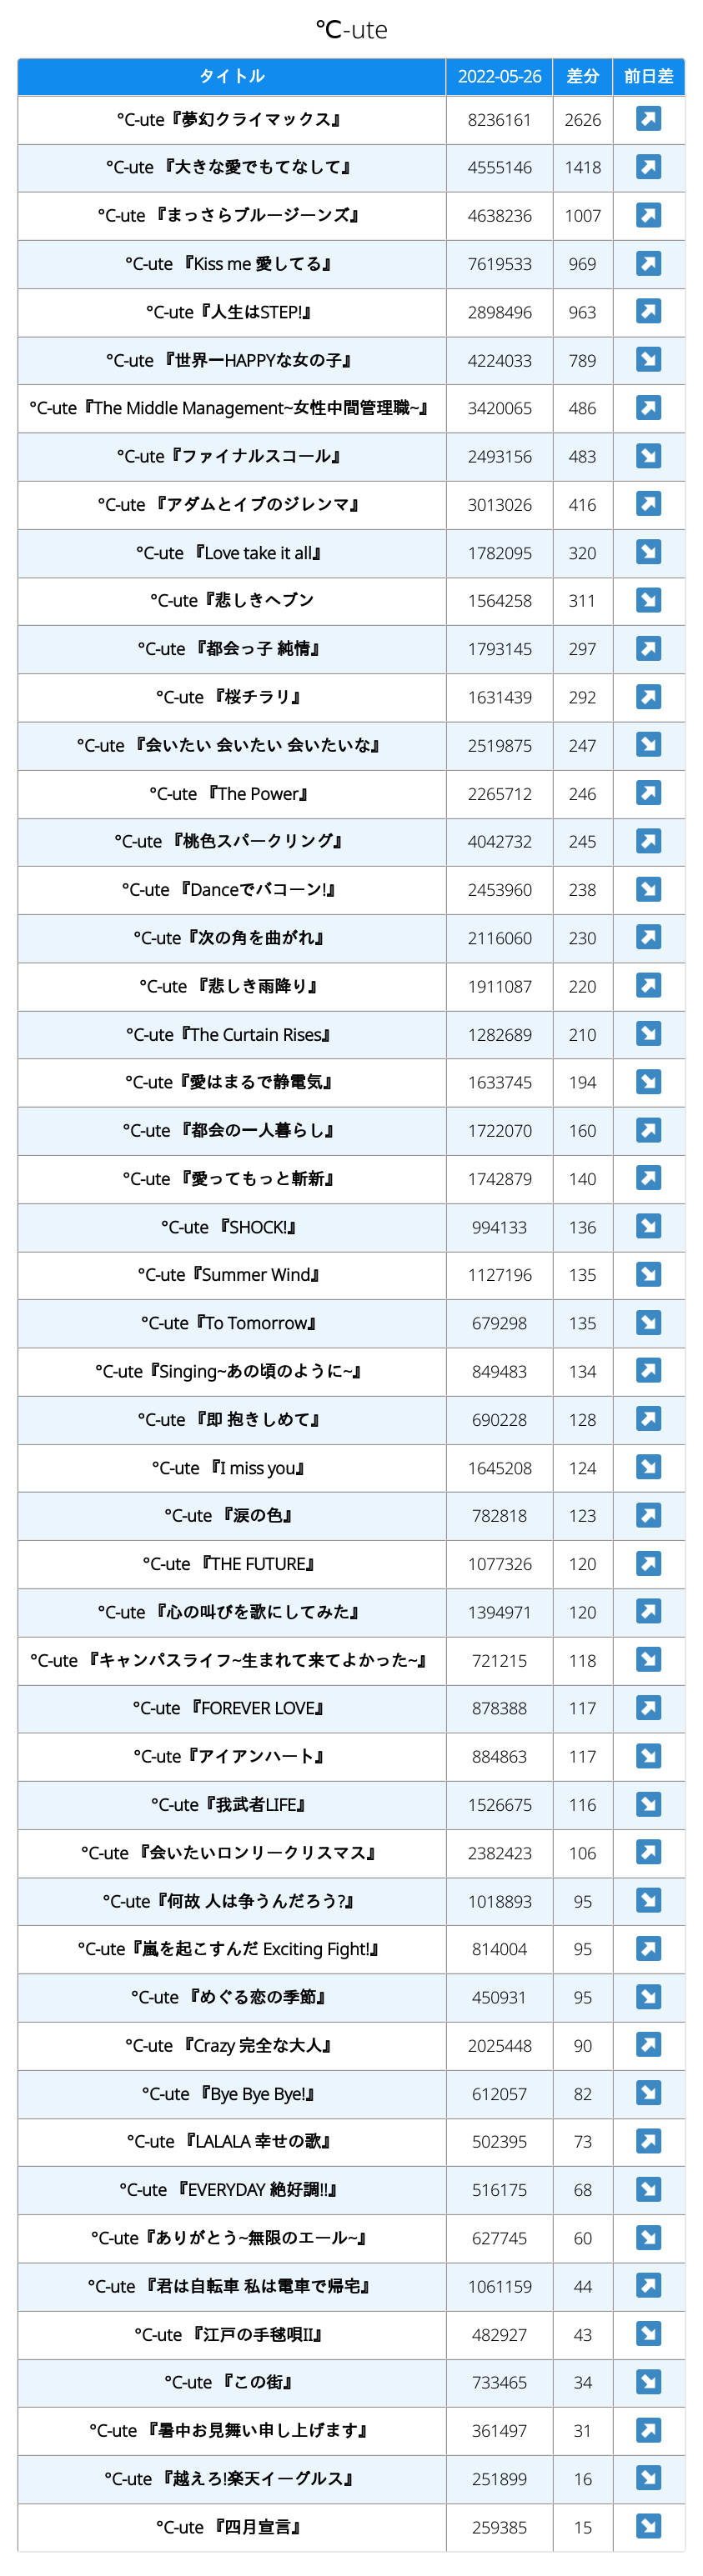 ℃-ute
タイトル 2022-05-26 差分 前日差
°C-ute『夢幻クライマックス』 8236161 2626 ↗
°C-ute 『大きな愛でもてなして』 4555146 1418 ↗
°C-ute 『まっさらブルージーンズ』 4638236 1007 ↗
°C-ute 『Kiss me 愛してる』 7619533 969 ↗
°C-ute『人生はSTEP!』 2898496 963 ↗
°C-ute 『世界一HAPPYな女の子』 4224033 789 ↘
°C-ute『The Middle Management~女性中間管理職~』 3420065 486 ↗
°C-ute『ファイナルスコール』 2493156 483 ↘
°C-ute 『アダムとイブのジレンマ』 3013026 416 ↗
°C-ute 『Love take it all』 1782095 320 ↘
°C-ute『悲しきヘブン 1564258 311 ↘
°C-ute 『都会っ子 純情』 1793145 297 ↗
°C-ute 『桜チラリ』 1631439 292 ↗
°C-ute 『会いたい 会いたい 会いたいな』 2519875 247 ↘
°C-ute 『The Power』 2265712 246 ↗
°C-ute 『桃色スパークリング』 4042732 245 ↗
°C-ute 『Danceでバコーン!』 2453960 238 ↘
°C-ute『次の角を曲がれ』 2116060 230 ↗
°C-ute 『悲しき雨降り』 1911087 220 ↗
°C-ute『The Curtain Rises』 1282689 210 ↘
°C-ute『愛はまるで静電気』 1633745 194 ↘
°C-ute 『都会の一人暮らし』 1722070 160 ↗
°C-ute 『愛ってもっと斬新』 1742879 140 ↗
°C-ute 『SHOCK!』 994133 136 ↘
°C-ute『Summer Wind』 1127196 135 ↘
°C-ute『To Tomorrow』 679298 135 ↘
°C-ute『Singing~あの頃のように~』 849483 134 ↗
°C-ute 『即 抱きしめて』 690228 128 ↗
°C-ute 『I miss you』 1645208 124 ↘
°C-ute 『涙の色』 782818 123 ↗
°C-ute 『THE FUTURE』 1077326 120 ↗
°C-ute 『心の叫びを歌にしてみた』 1394971 120 ↗
°C-ute 『キャンパスライフ~生まれて来てよかった~』 721215 118 ↘
°C-ute 『FOREVER LOVE』 878388 117 ↗
°C-ute『アイアンハート』 884863 117 ↘
°C-ute『我武者LIFE』 1526675 116 ↘
°C-ute 『会いたいロンリークリスマス』 2382423 106 ↗
°C-ute『何故 人は争うんだろう?』 1018893 95 ↘
°C-ute『嵐を起こすんだ Exciting Fight!』 814004 95 ↗
°C-ute 『めぐる恋の季節』 450931 95 ↘
°C-ute 『Crazy 完全な大人』 2025448 90 ↗
°C-ute 『Bye Bye Bye!』 612057 82 ↘
°C-ute 『LALALA 幸せの歌』 502395 73 ↗
°C-ute 『EVERYDAY 絶好調!!』 516175 68 ↘
°C-ute『ありがとう~無限のエール~』 627745 60 ↘
°C-ute 『君は自転車 私は電車で帰宅』 1061159 44 ↗
°C-ute 『江戸の手毬唄II』 482927 43 ↘
°C-ute 『この街』 733465 34 ↘
°C-ute 『暑中お見舞い申し上げます』 361497 31 ↗
°C-ute 『越えろ!楽天イーグルス』 251899 16 ↘
°C-ute 『四月宣言』 259385 15 ↘